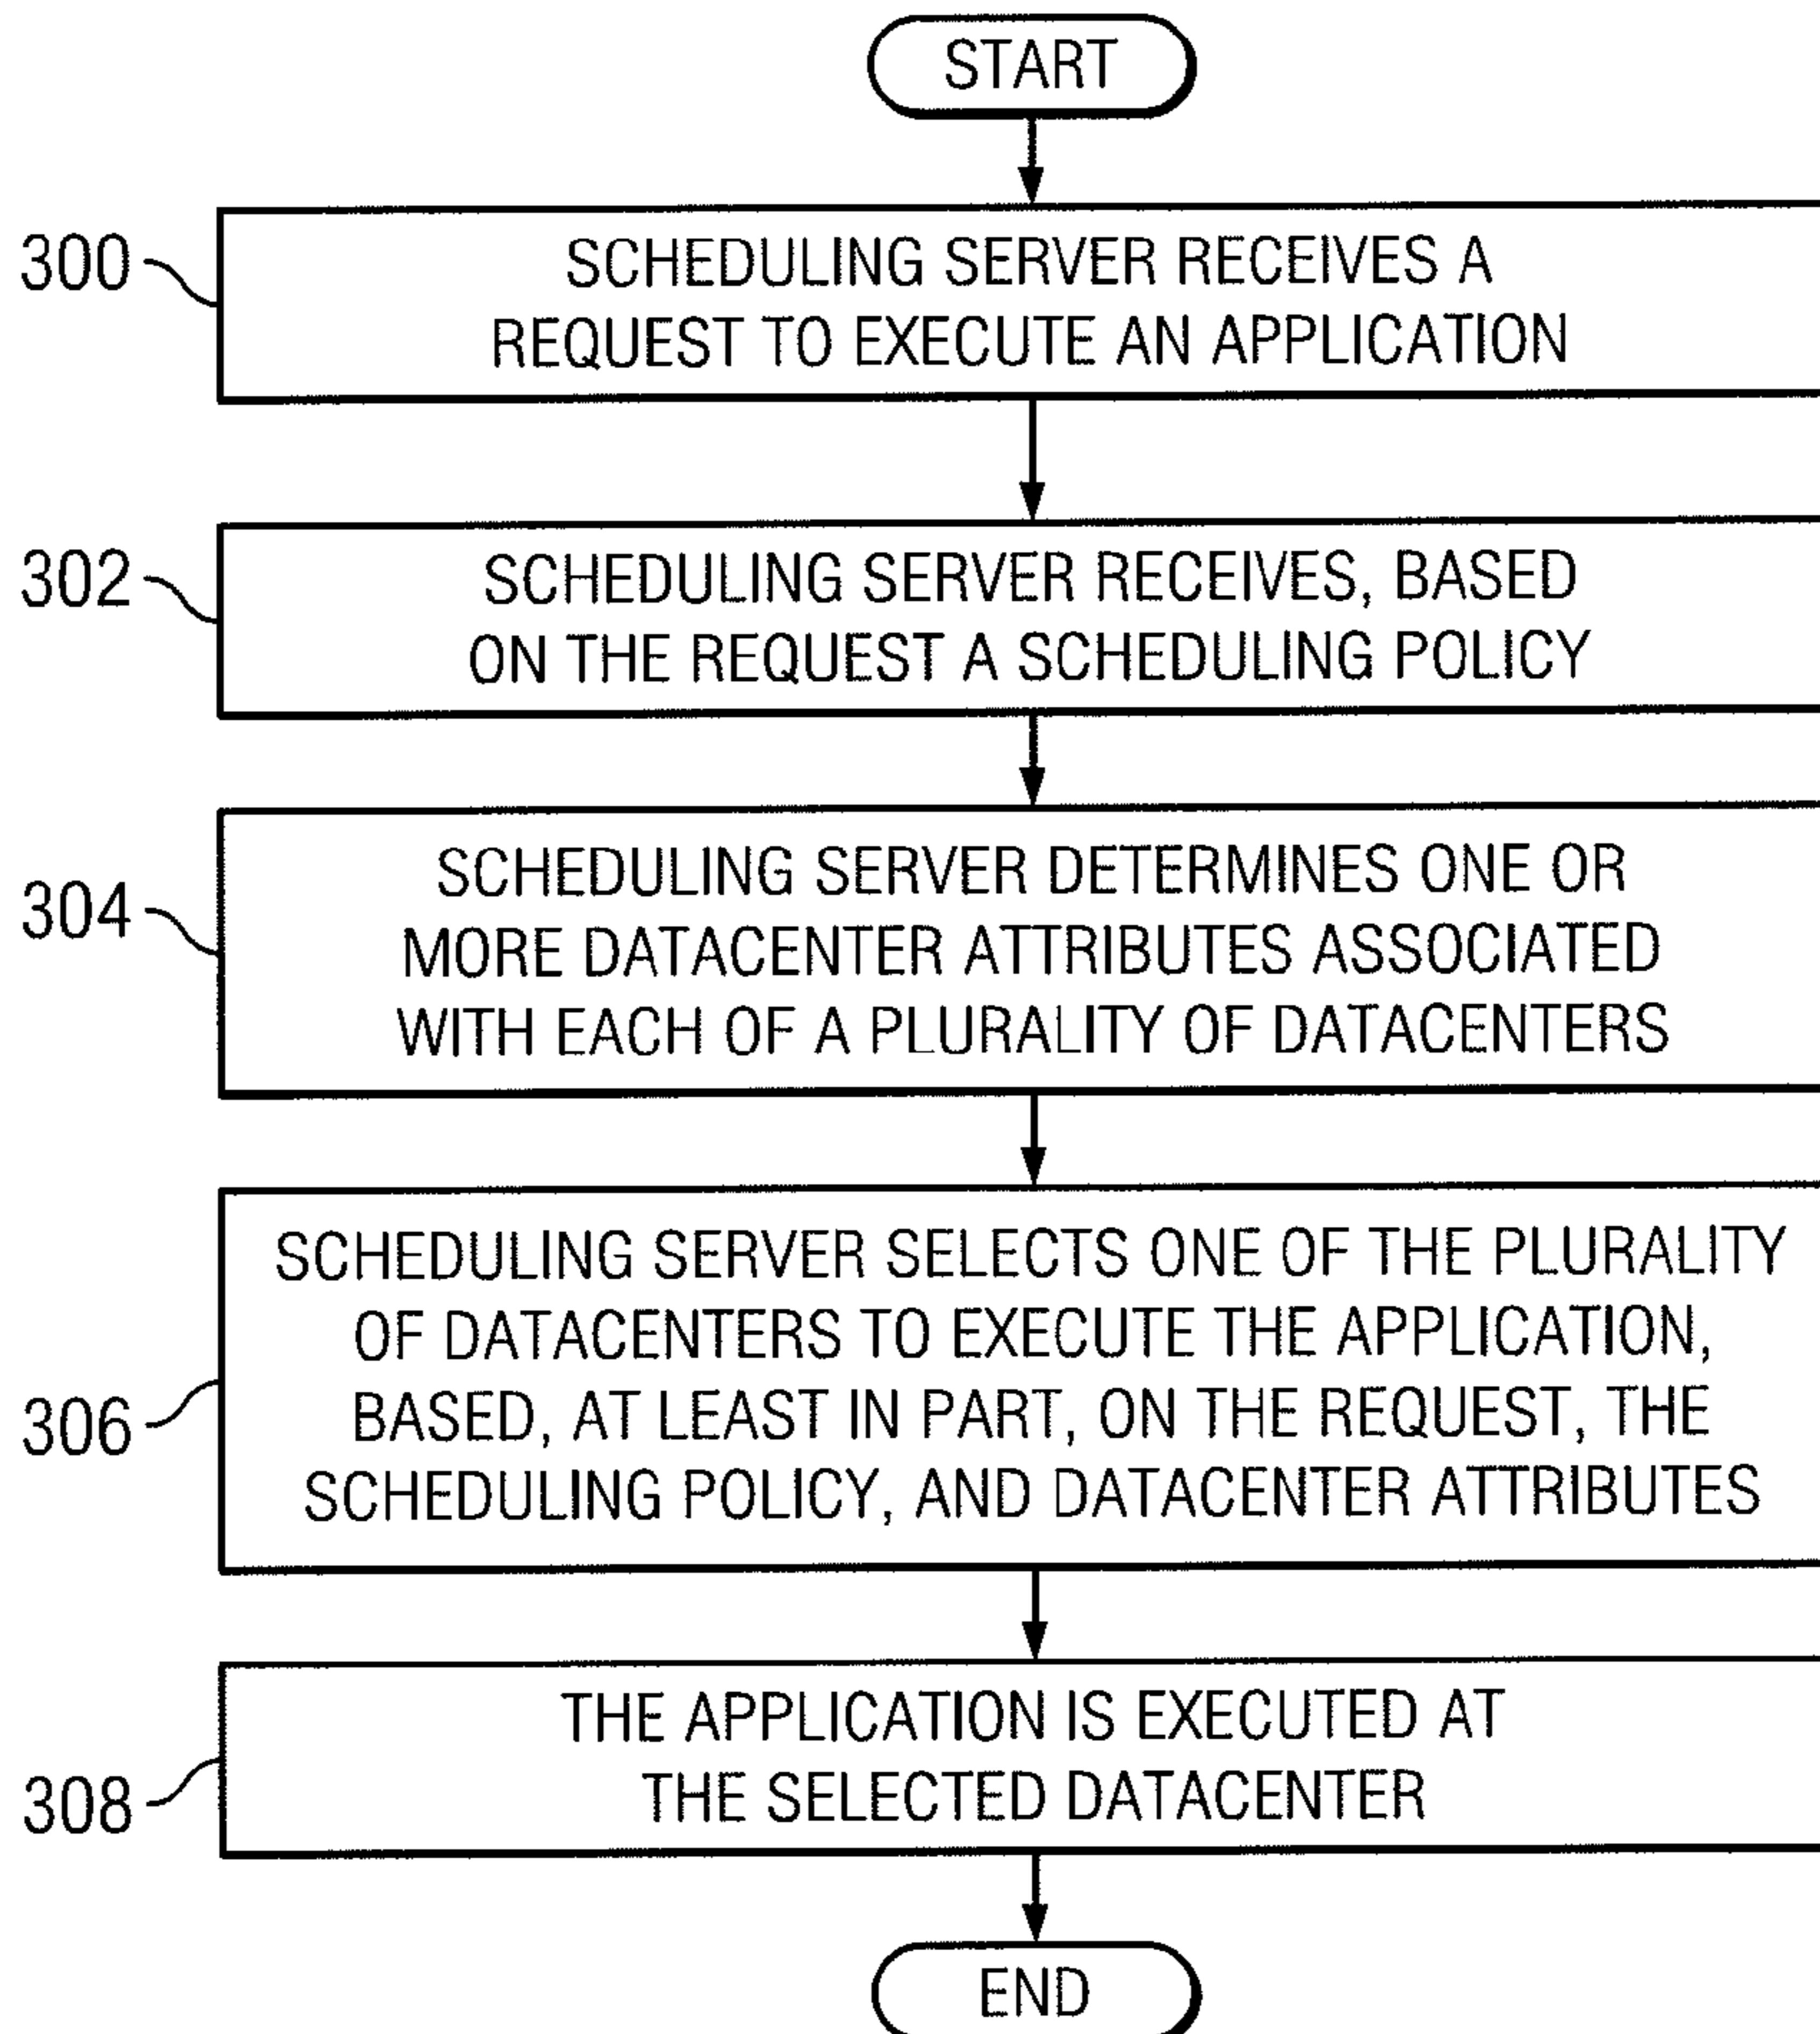 START
300
SCHEDULING SERVER RECEIVES A
REQUEST TO EXECUTE AN APPLICATION
302
SCHEDULING SERVER RECEIVES, BASED
ON THE REQUEST A SCHEDULING POLICY
304
SCHEDULING SERVER DETERMINES ONE OR
MORE DATACENTER ATTRIBUTES ASSOCIATED
WITH EACH OF A PLURALITY OF DATACENTERS
306
SCHEDULING SERVER SELECTS ONE OF THE PLURALITY
OF DATACENTERS TO EXECUTE THE APPLICATION,
BASED, AT LEAST IN PART, ON THE REQUEST, THE
SCHEDULING POLICY, AND DATACENTER ATTRIBUTES
308
THE APPLICATION IS EXECUTED AT
THE SELECTED DATACENTER
END